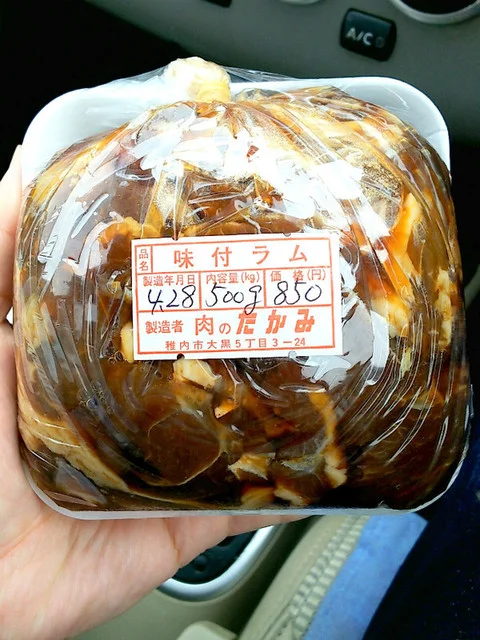 A/C
品名 味付ラム
製造年月日 内容量(kg) 価格(円)
4.28 500g 850
製造者 肉のたかみ
稚内市大黒5丁目3-24